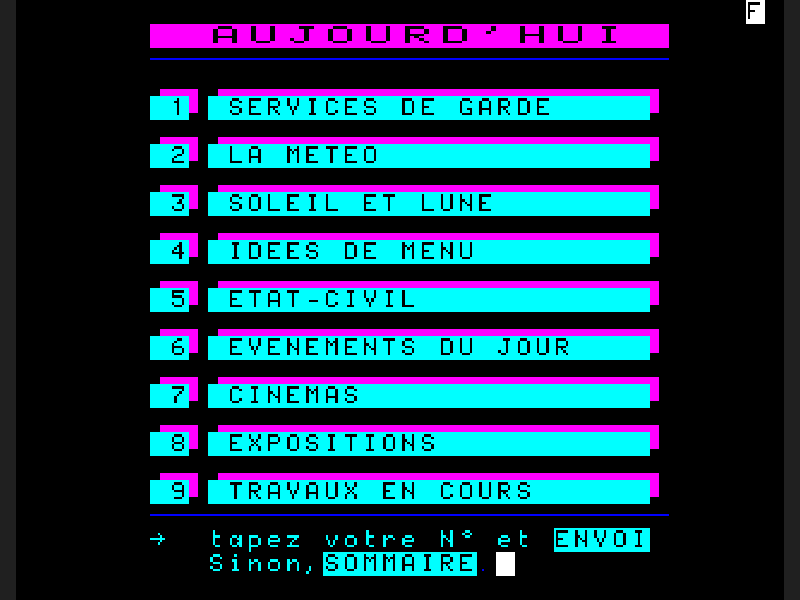 F
AUJOURD'HUI
1 SERVICES DE GARDE
2 LA METEO
3 SOLEIL ET LUNE
4 IDEES DE MENU
5 ETAT-CIVIL
6 EVENEMENTS DU JOUR
7 CINEMAS
8 EXPOSITIONS
9 TRAVAUX EN COURS
→ tapez votre N° et ENVOI
Sinon, SOMMAIRE.